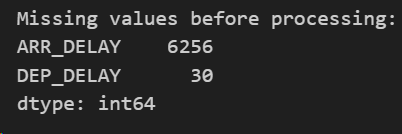 Missing values before processing:
ARR_DELAY    6256
DEP_DELAY      30
dtype: int64